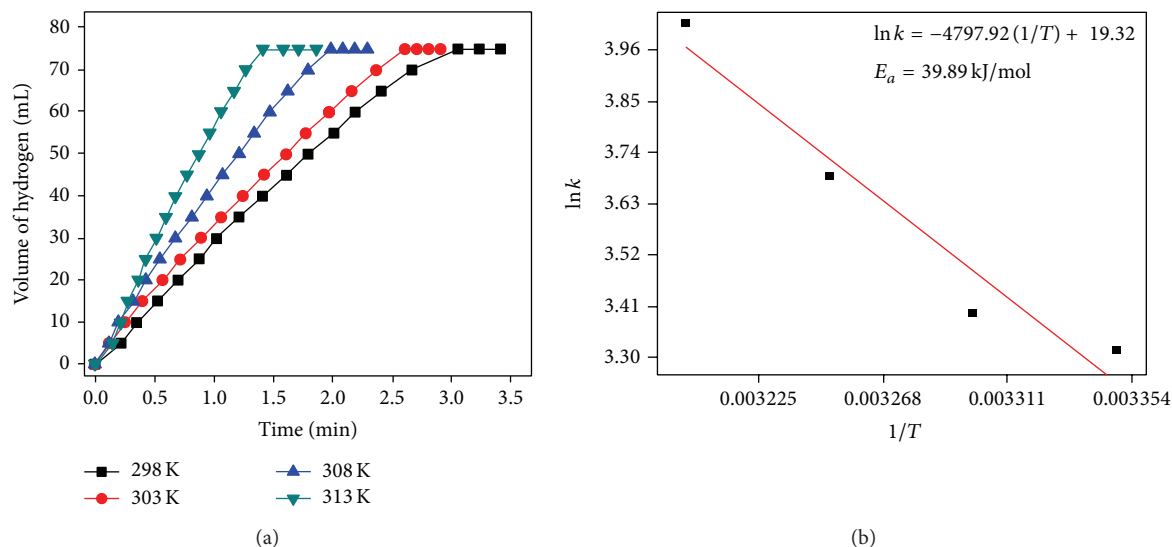 80
70
60
50
40
30
20
10
0
Volume of hydrogen (mL)
0.0 0.5 1.0 1.5 2.0 2.5 3.0 3.5
Time (min)
298 K 308 K
303 K 313 K
(a)
ln k = −4797.92 (1/T) + 19.32
E_a = 39.89 kJ/mol
3.96
3.85
3.74
3.63
3.52
3.41
3.30
ln k
0.003225 0.003268 0.003311 0.003354
1/T
(b)